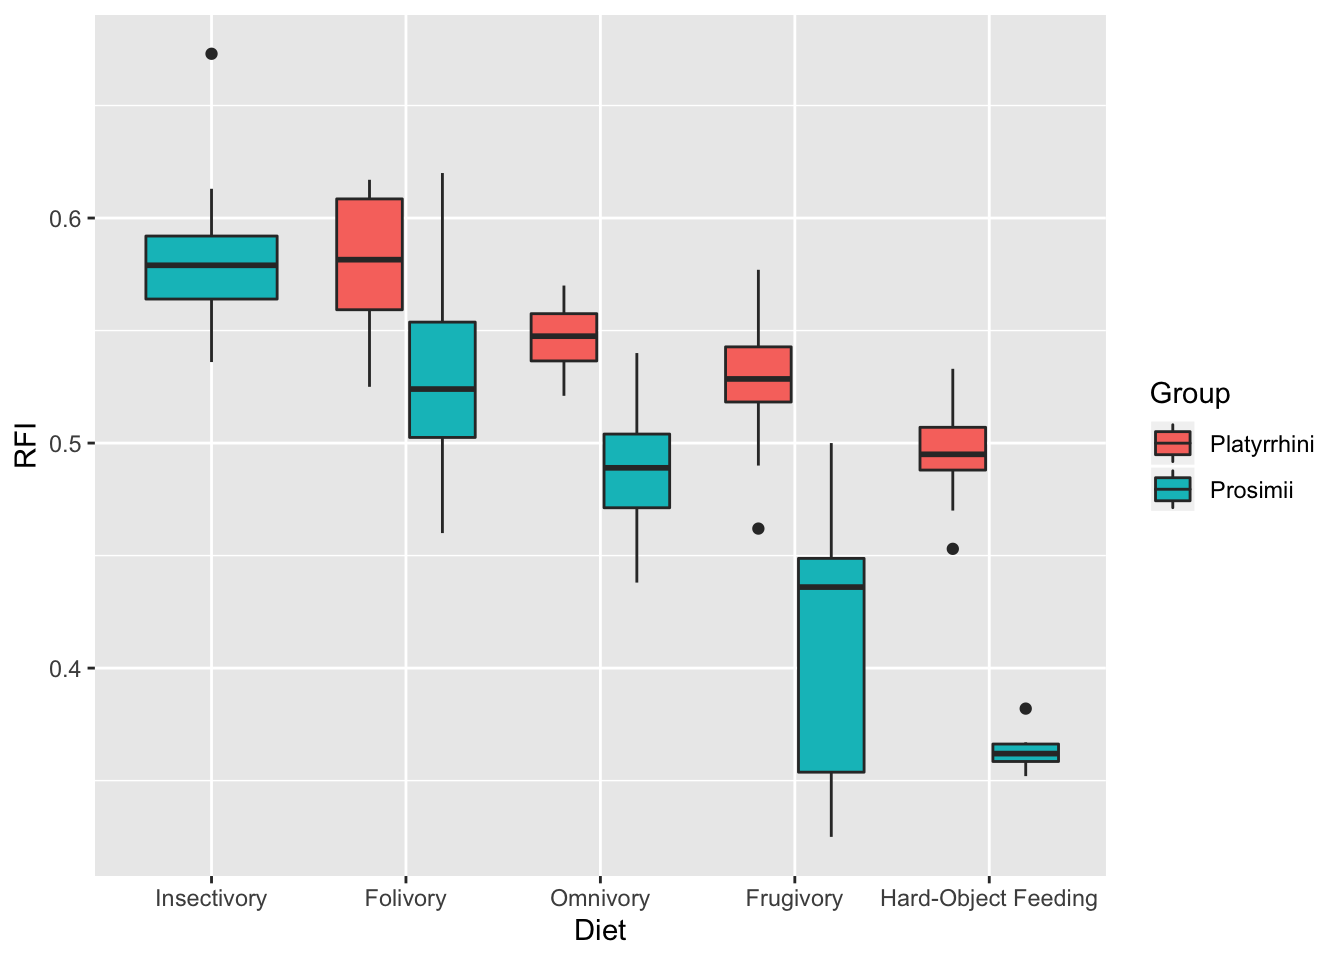 RFI
0.6
0.5
0.4
Insectivory Folivory Omnivory Frugivory Hard-Object Feeding
Diet
Group
Platyrrhini
Prosimii